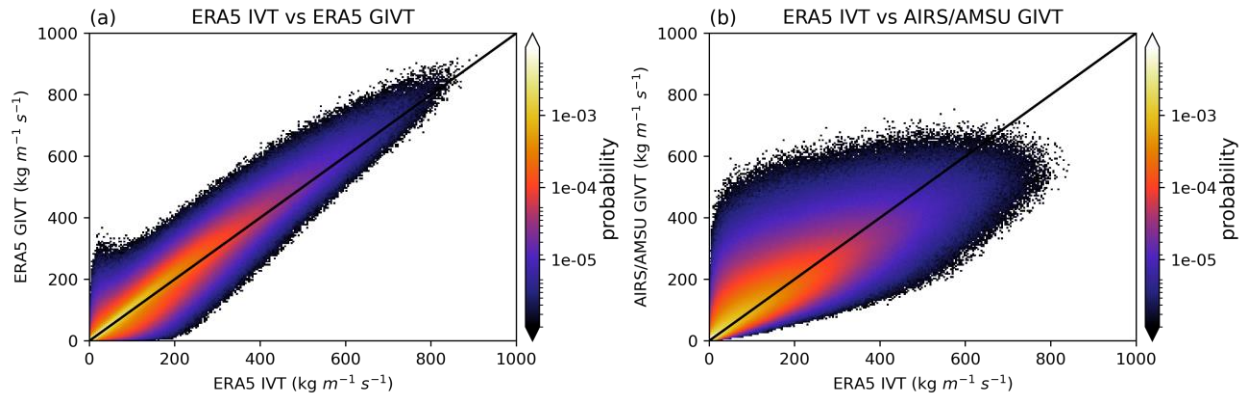 (a) ERA5 IVT vs ERA5 GIVT
1000
800
600
400
200
0
0 200 400 600 800 1000
ERA5 GIVT (kg m⁻¹ s⁻¹)
ERA5 IVT (kg m⁻¹ s⁻¹)
1e-03
1e-04
1e-05
probability
(b) ERA5 IVT vs AIRS/AMSU GIVT
1000
800
600
400
200
0
0 200 400 600 800 1000
AIRS/AMSU GIVT (kg m⁻¹ s⁻¹)
ERA5 IVT (kg m⁻¹ s⁻¹)
1e-03
1e-04
1e-05
probability